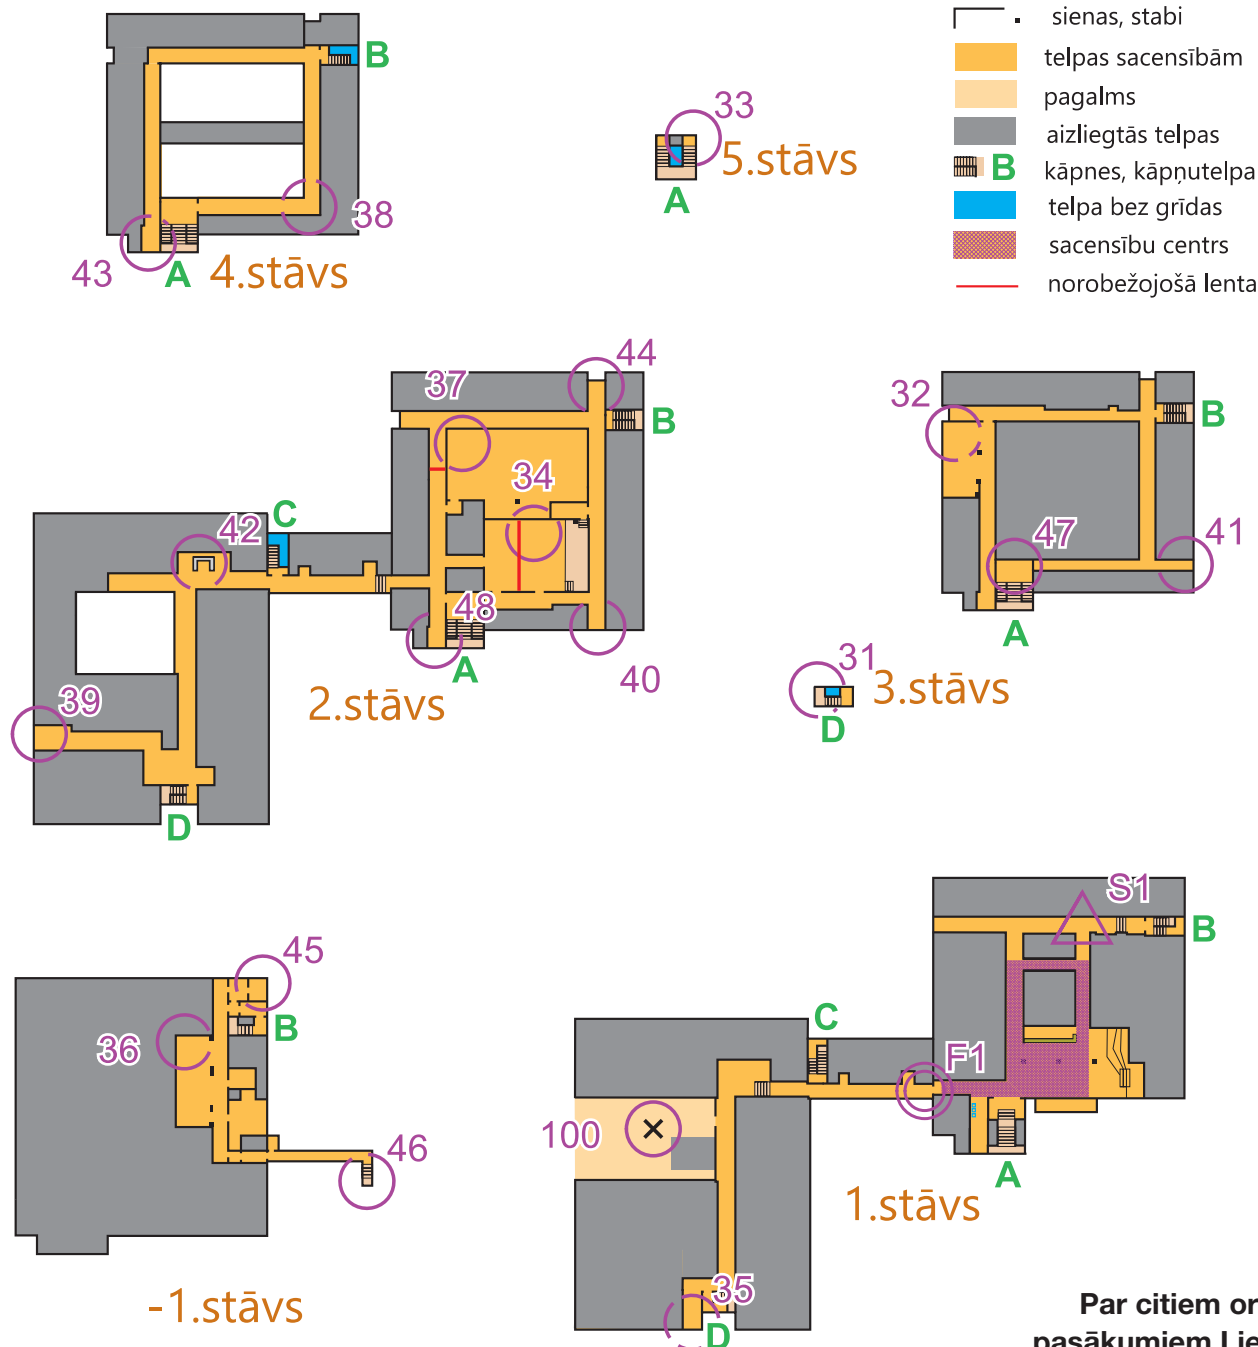 sienas, stabi
telpas sacensībām
pagalms
aizliegtās telpas
B kāpnes, kāpņutelpa
telpa bez grīdas
sacensību centrs
norobežojošā lenta
B
33
5.stāvs
A
38
43
A
4.stāvs
44
37
B
34
C
42
48
A
40
39
2.stāvs
D
32
B
47
41
A
31
3.stāvs
D
45
B
36
46
-1.stāvs
S1
B
C
F1
100
A
1.stāvs
35
D
Par citiem or
pasākumiem Lie